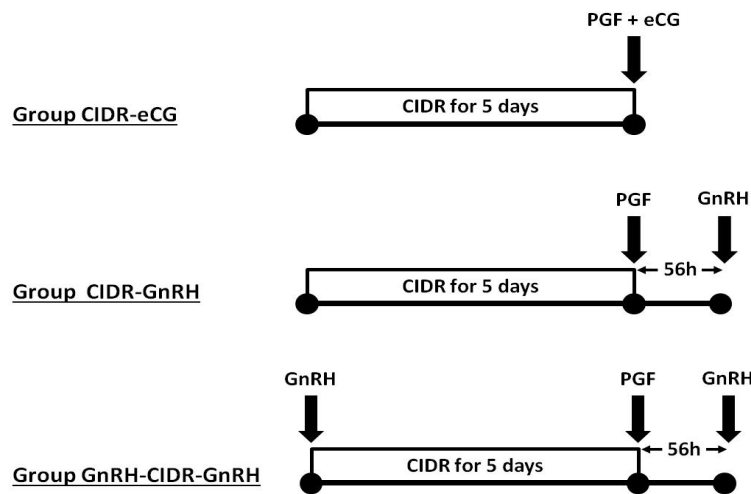 PGF + eCG
CIDR for 5 days
Group CIDR-eCG
PGF GnRH
56h
CIDR for 5 days
Group CIDR-GnRH
GnRH PGF GnRH
56h
CIDR for 5 days
Group GnRH-CIDR-GnRH